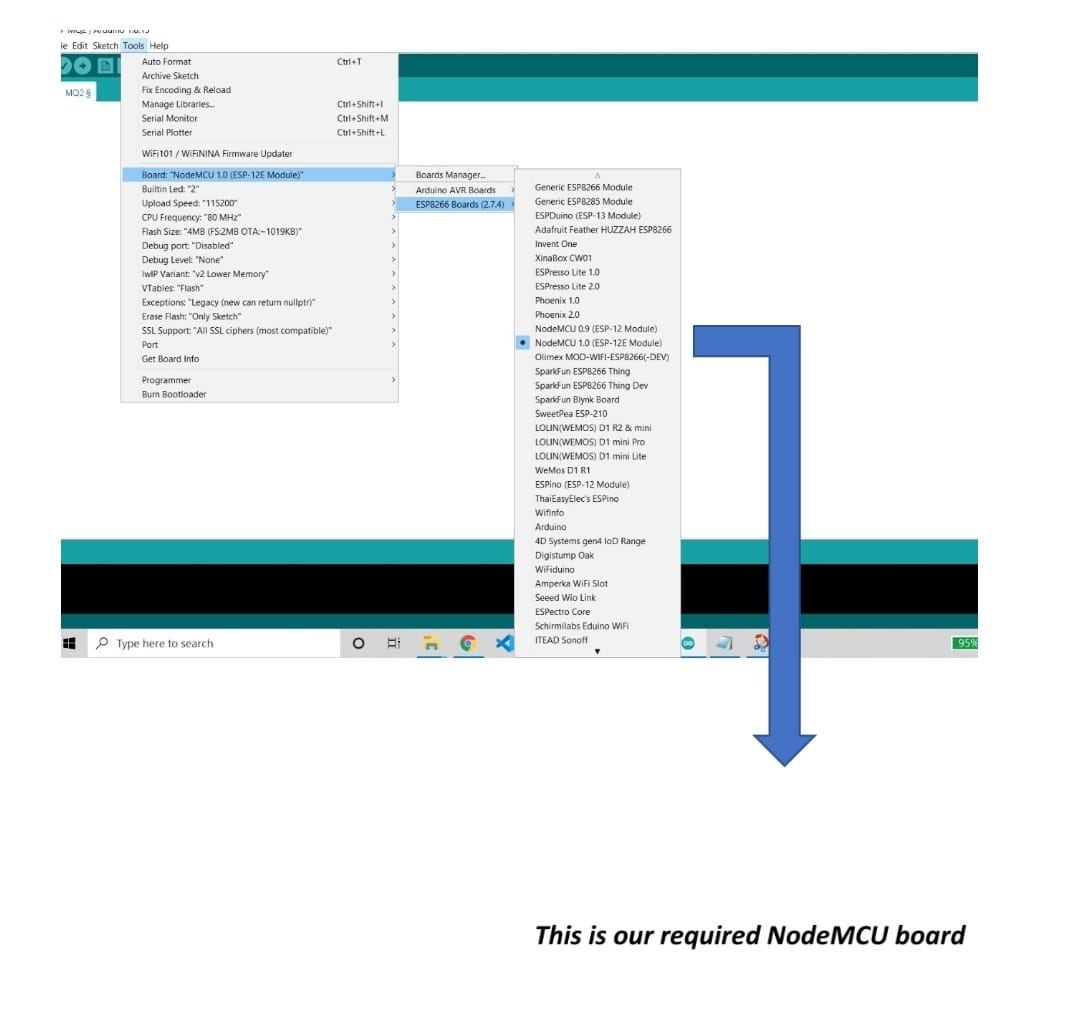 MQ2 | Arduino 1.8.15
le Edit Sketch Tools Help
MQ2 §
Auto Format Ctrl+T
Archive Sketch
Fix Encoding & Reload
Manage Libraries... Ctrl+Shift+I
Serial Monitor Ctrl+Shift+M
Serial Plotter Ctrl+Shift+L
WiFi101 / WiFiNINA Firmware Updater
Board: "NodeMCU 1.0 (ESP-12E Module)"
Builtin Led: "2"
Upload Speed: "115200"
CPU Frequency: "80 MHz"
Flash Size: "4MB (FS:2MB OTA:~1019KB)"
Debug port: "Disabled"
Debug Level: "None"
lwIP Variant: "v2 Lower Memory"
VTables: "Flash"
Exceptions: "Legacy (new can return nullptr)"
Erase Flash: "Only Sketch"
SSL Support: "All SSL ciphers (most compatible)"
Port
Get Board Info
Programmer
Burn Bootloader
Boards Manager...
Arduino AVR Boards
ESP8266 Boards (2.7.4)
Generic ESP8266 Module
Generic ESP8285 Module
ESPDuino (ESP-13 Module)
Adafruit Feather HUZZAH ESP8266
Invent One
XinaBox CW01
ESPresso Lite 1.0
ESPresso Lite 2.0
Phoenix 1.0
Phoenix 2.0
NodeMCU 0.9 (ESP-12 Module)
NodeMCU 1.0 (ESP-12E Module)
Olimex MOD-WIFI-ESP8266(-DEV)
SparkFun ESP8266 Thing
SparkFun ESP8266 Thing Dev
SparkFun Blynk Board
SweetPea ESP-210
LOLIN(WEMOS) D1 R2 & mini
LOLIN(WEMOS) D1 mini Pro
LOLIN(WEMOS) D1 mini Lite
WeMos D1 R1
ESPino (ESP-12 Module)
ThaiEasyElec's ESPino
WifInfo
Arduino
4D Systems gen4 IoD Range
Digistump Oak
WiFiduino
Amperka WiFi Slot
Seeed Wio Link
ESPectro Core
Schirmilabs Eduino WiFi
ITEAD Sonoff
Type here to search
95%
This is our required NodeMCU board